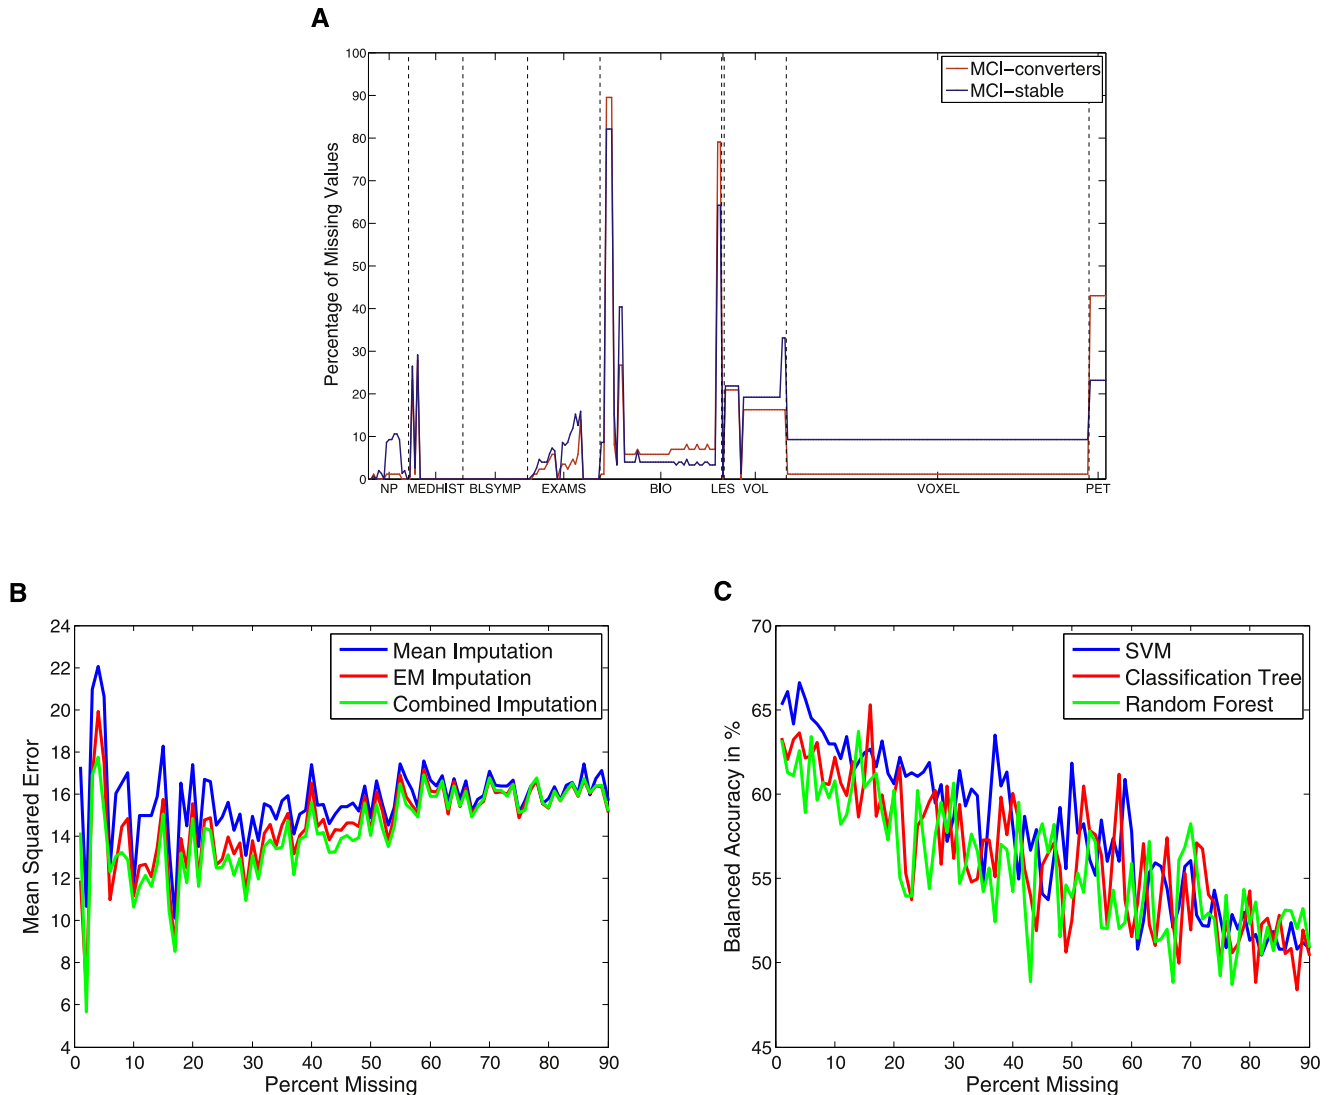 A
Percentage of Missing Values
100
90
80
70
60
50
40
30
20
10
0
MCI-converters
MCI-stable
NP MEDHIST BLSYMP EXAMS BIO LES VOL VOXEL PET
B
Mean Squared Error
24
22
20
18
16
14
12
10
8
6
4
Mean Imputation
EM Imputation
Combined Imputation
0 10 20 30 40 50 60 70 80 90
Percent Missing
C
Balanced Accuracy in %
70
65
60
55
50
45
SVM
Classification Tree
Random Forest
0 10 20 30 40 50 60 70 80 90
Percent Missing